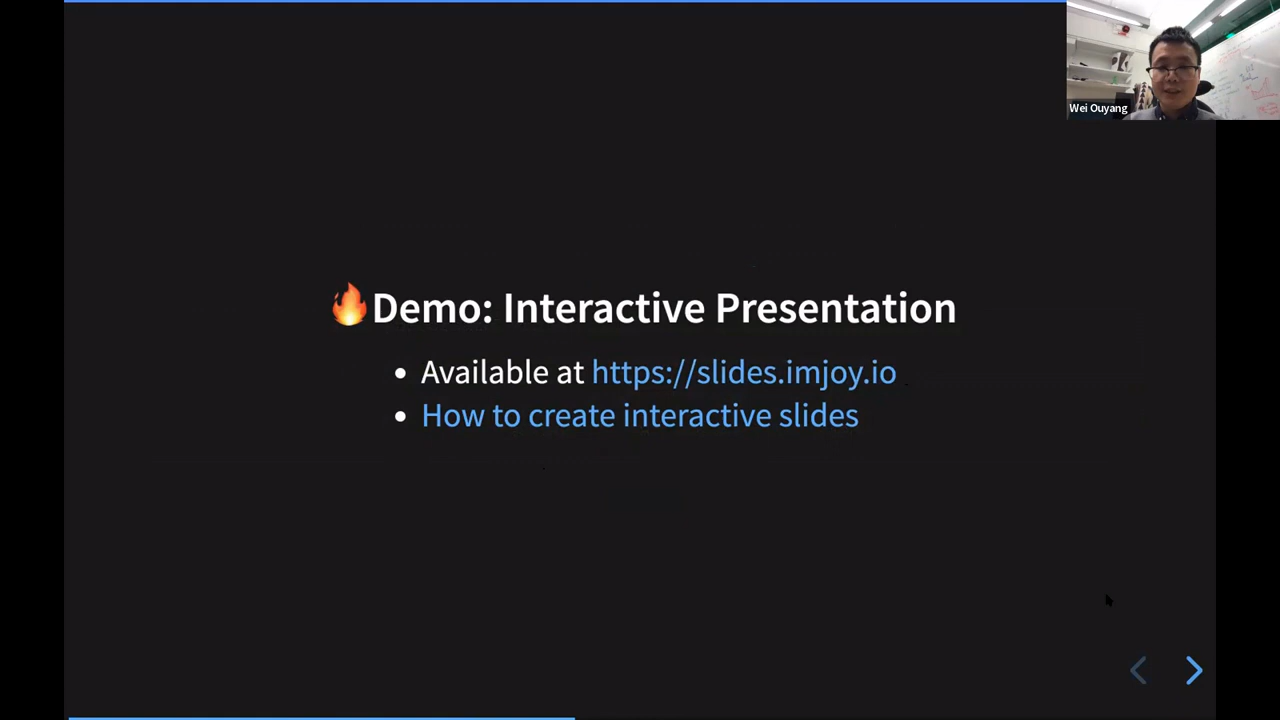 Wei Ouyang
🔥Demo: Interactive Presentation
• Available at https://slides.imjoy.io
• How to create interactive slides